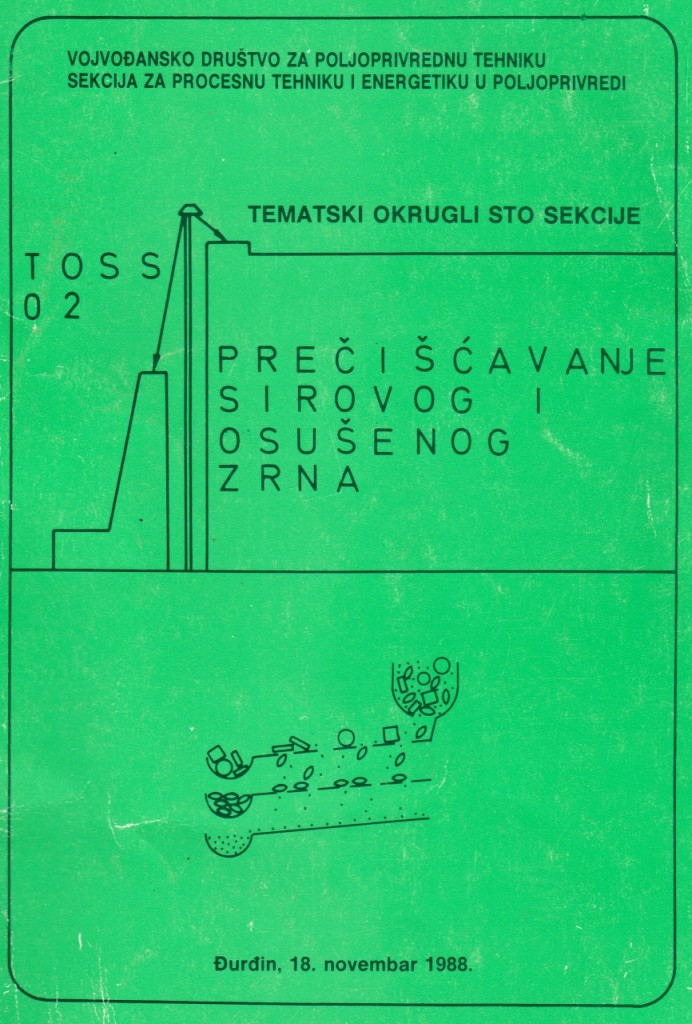 VOJVOĐANSKO DRUŠTVO ZA POLJOPRIVREDNU TEHNIKU
SEKCIJA ZA PROCESNU TEHNIKU I ENERGETIKU U POLJOPRIVREDI
TEMATSKI OKRUGLI STO SEKCIJE
TOSS
02
PREČIŠĆAVANJE
SIROVOG I
OSUŠENOG
ZRNA
Đurđin, 18. novembar 1988.